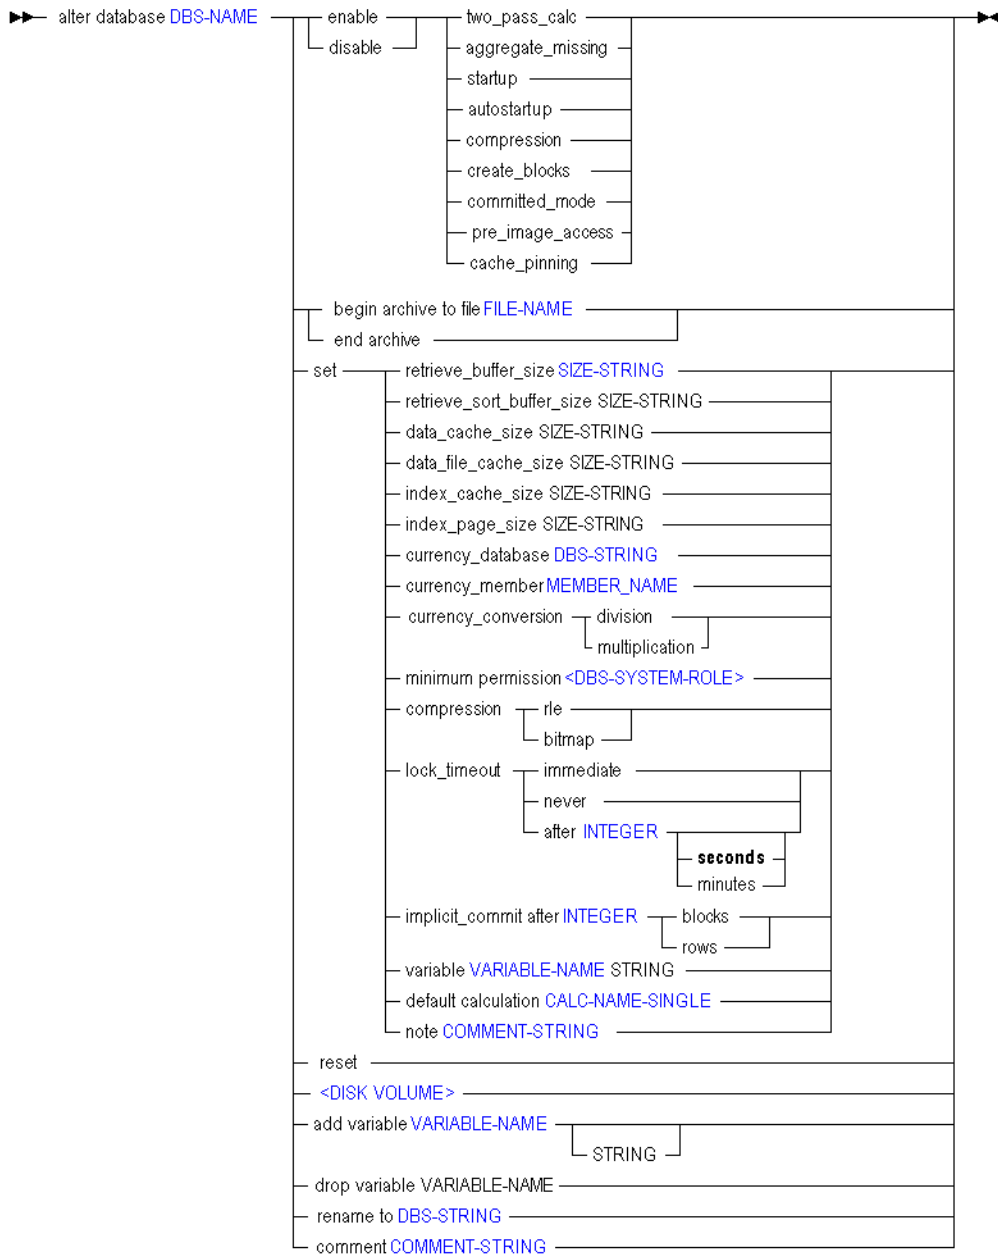 alter database DBS-NAME enable two_pass_calc
disable aggregate_missing
startup
autostartup
compression
create_blocks
committed_mode
pre_image_access
cache_pinning
begin archive to file FILE-NAME
end archive
set retrieve_buffer_size SIZE-STRING
retrieve_sort_buffer_size SIZE-STRING
data_cache_size SIZE-STRING
data_file_cache_size SIZE-STRING
index_cache_size SIZE-STRING
index_page_size SIZE-STRING
currency_database DBS-STRING
currency_member MEMBER_NAME
currency_conversion division
multiplication
minimum permission <DBS-SYSTEM-ROLE>
compression rle
bitmap
lock_timeout immediate
never
after INTEGER
seconds
minutes
implicit_commit after INTEGER blocks
rows
variable VARIABLE-NAME STRING
default calculation CALC-NAME-SINGLE
note COMMENT-STRING
reset
<DISK VOLUME>
add variable VARIABLE-NAME
STRING
drop variable VARIABLE-NAME
rename to DBS-STRING
comment COMMENT-STRING